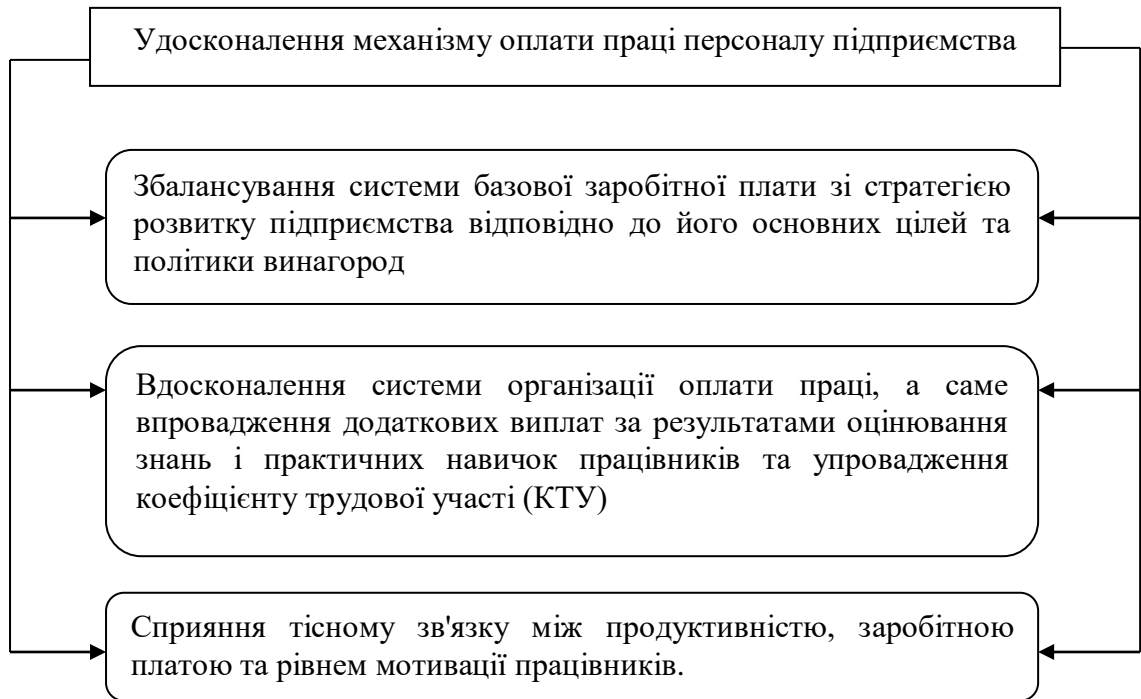 Удосконалення механізму оплати праці персоналу підприємства
Збалансування системи базової заробітної плати зі стратегією
розвитку підприємства відповідно до його основних цілей та
політики винагород
Вдосконалення системи організації оплати праці, а саме
впровадження додаткових виплат за результатами оцінювання
знань і практичних навичок працівників та упровадження
коефіцієнту трудової участі (КТУ)
Сприяння тісному зв'язку між продуктивністю, заробітною
платою та рівнем мотивації працівників.